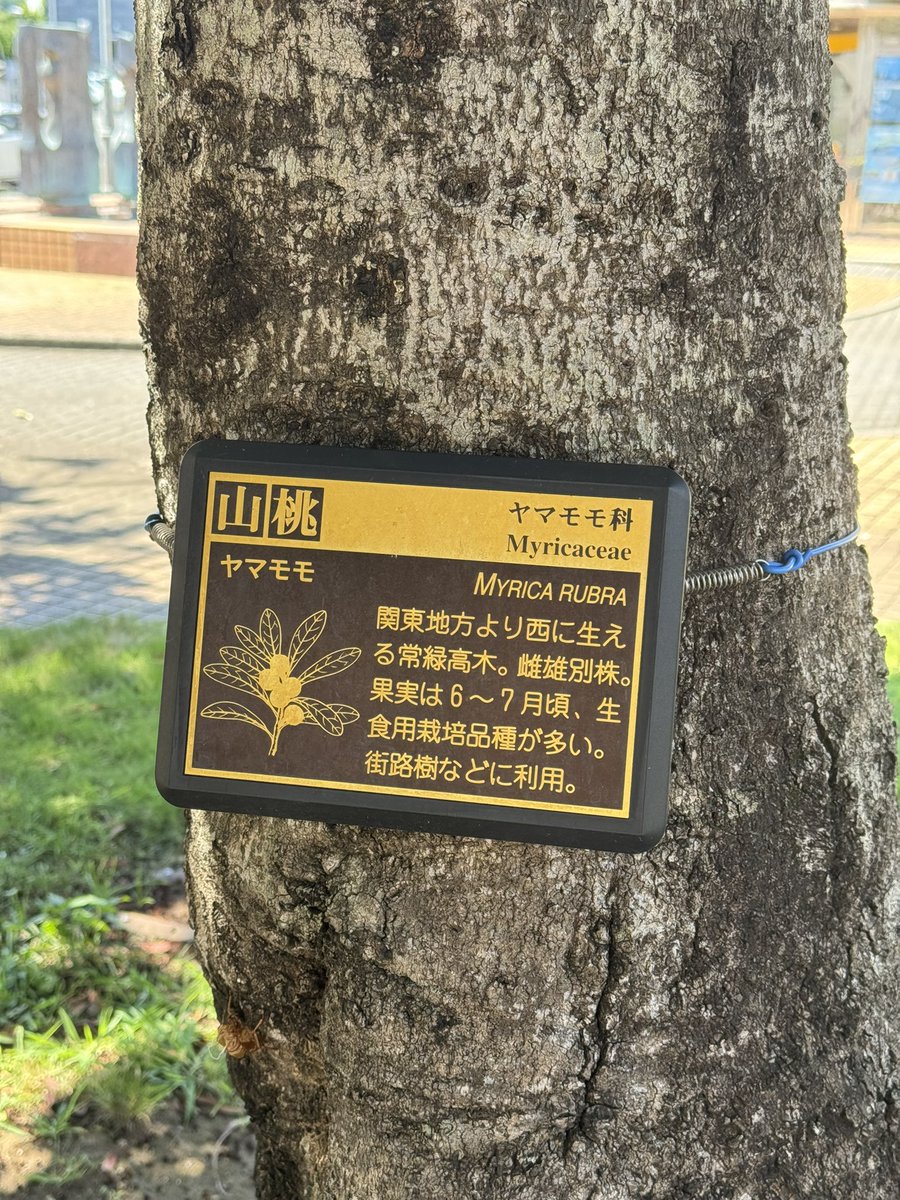 山桃
ヤマモモ科
Myricaceae
ヤマモモ
MYRICA RUBRA
関東地方より西に生え
る常緑高木。雌雄別株。
果実は6〜7月頃、生
食用栽培品種が多い。
街路樹などに利用。